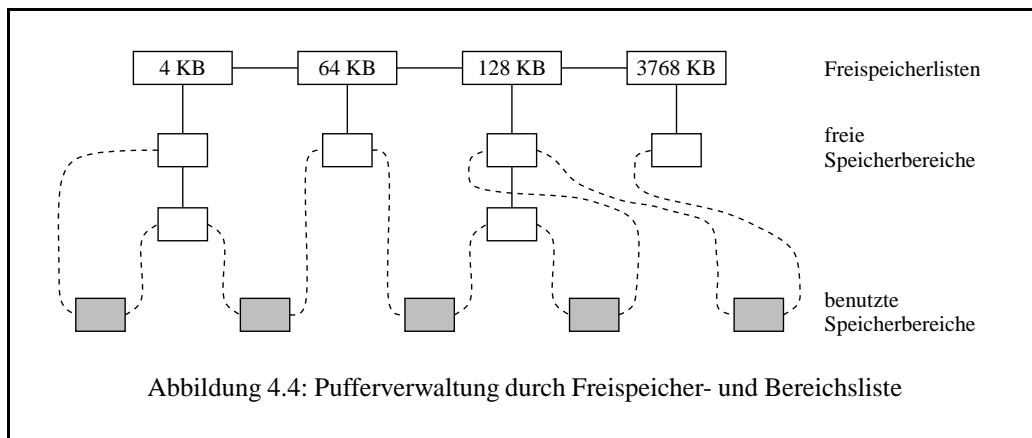 4 KB 64 KB 128 KB 3768 KB Freispeicherlisten
freie
Speicherbereiche
benutzte
Speicherbereiche
Abbildung 4.4: Pufferverwaltung durch Freispeicher- und Bereichsliste